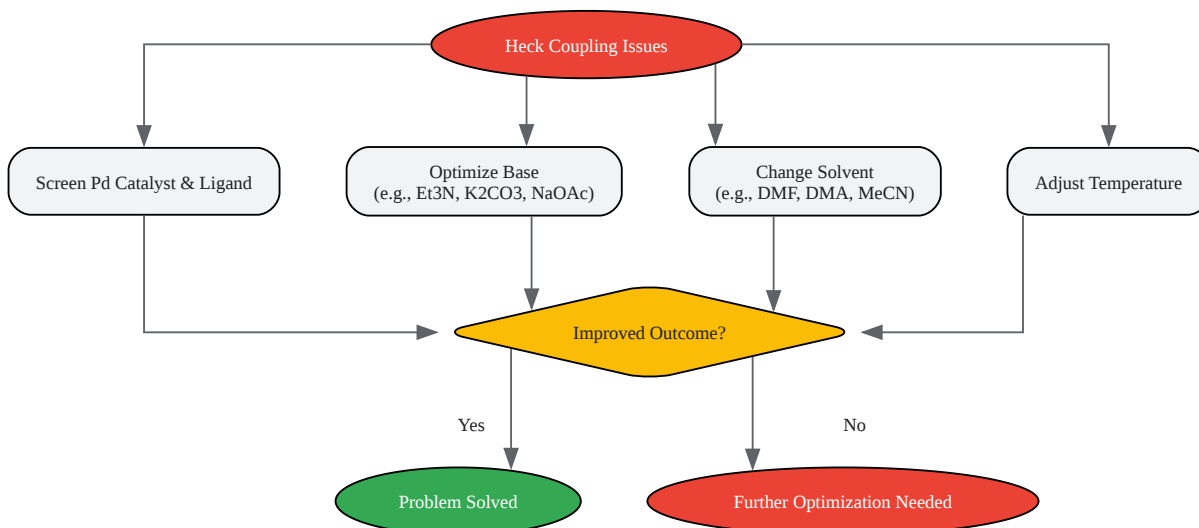 Heck Coupling Issues
Screen Pd Catalyst & Ligand
Optimize Base
(e.g., Et3N, K2CO3, NaOAc)
Change Solvent
(e.g., DMF, DMA, MeCN)
Adjust Temperature
Improved Outcome?
Yes
No
Problem Solved
Further Optimization Needed